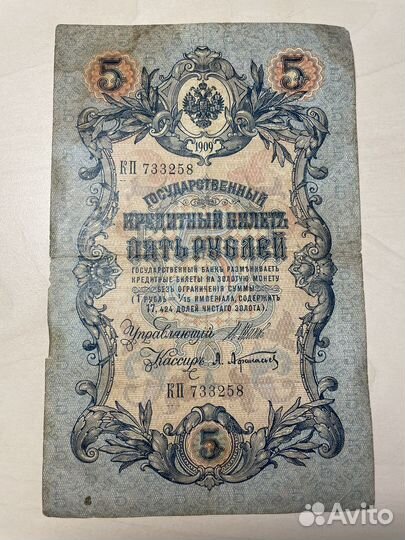 5 5
1909
КП 733258
ГОСУДАРСТВЕННЫЙ
КРЕДИТНЫЙ БИЛЕТЪ
ПЯТЬ РУБЛЕЙ
ГОСУДАРСТВЕННЫЙ БАНКЪ РАЗМѢНИВАЕТЪ
КРЕДИТНЫЕ БИЛЕТЫ НА ЗОЛОТУЮ МОНЕТУ
БЕЗЪ ОГРАНИЧЕНІЯ СУММЫ
(1 РУБЛЬ = 1/15 ИМПЕРІАЛА, СОДЕРЖИТЪ
17,424 ДОЛЕЙ ЧИСТАГО ЗОЛОТА).
Управляющій
Кассиръ А. Афанасьев
КП 733258
5
Avito